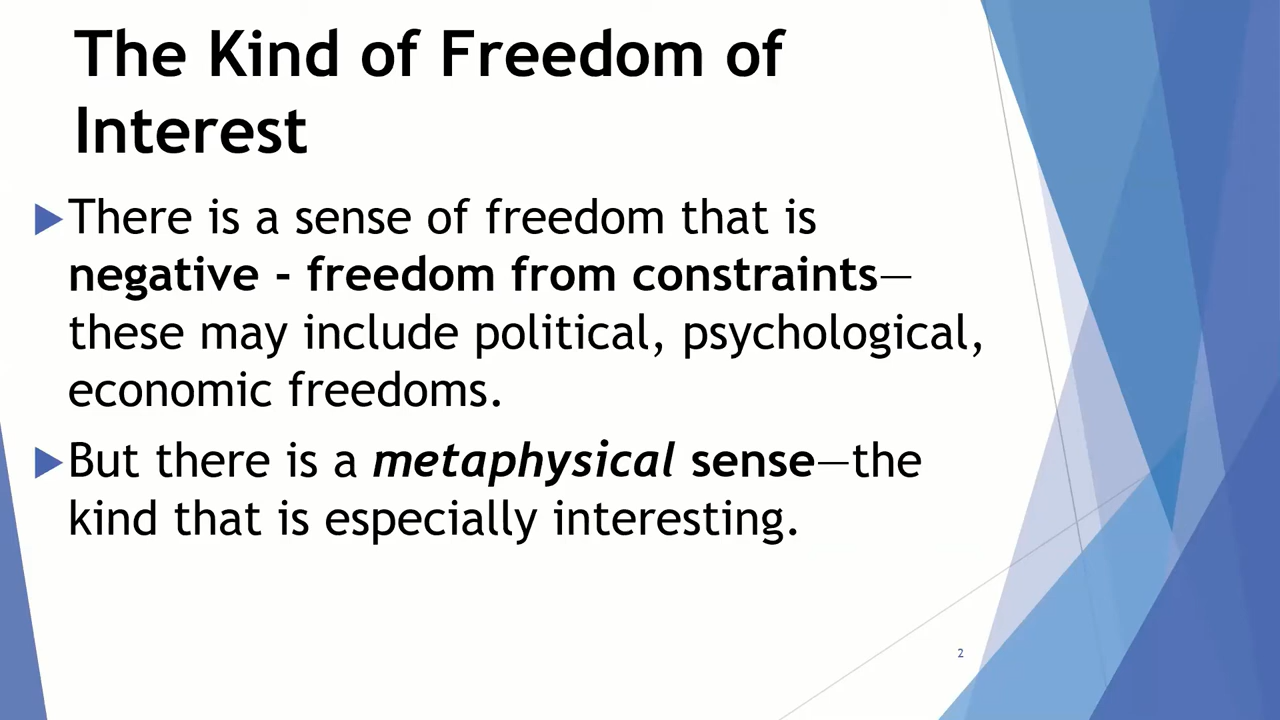 The Kind of Freedom of
Interest
There is a sense of freedom that is
negative - freedom from constraints—
these may include political, psychological,
economic freedoms.
But there is a metaphysical sense—the
kind that is especially interesting.
2